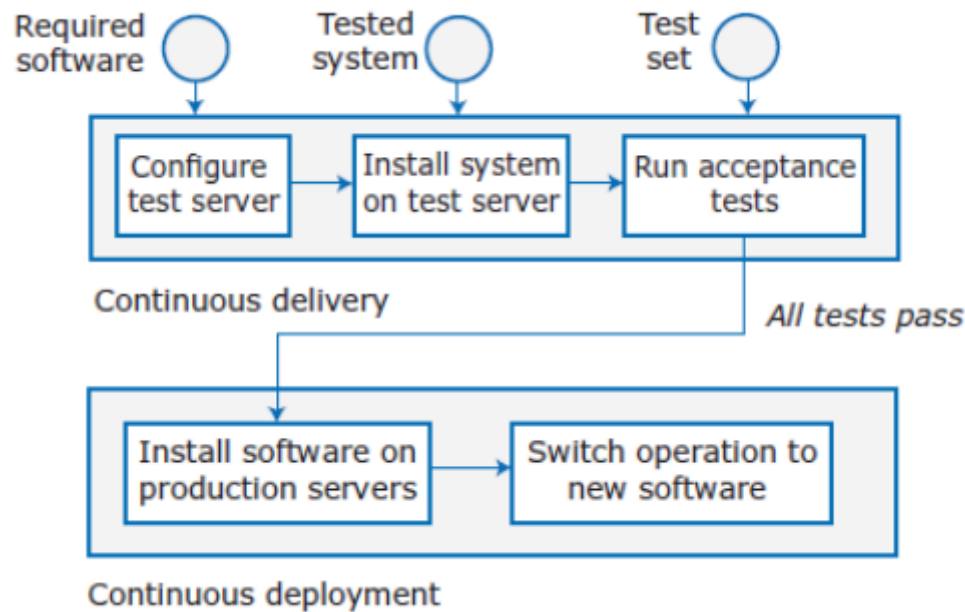 Required
software
Tested
system
Test
set
Configure
test server
Install system
on test server
Run acceptance
tests
Continuous delivery
All tests pass
Install software on
production servers
Switch operation to
new software
Continuous deployment